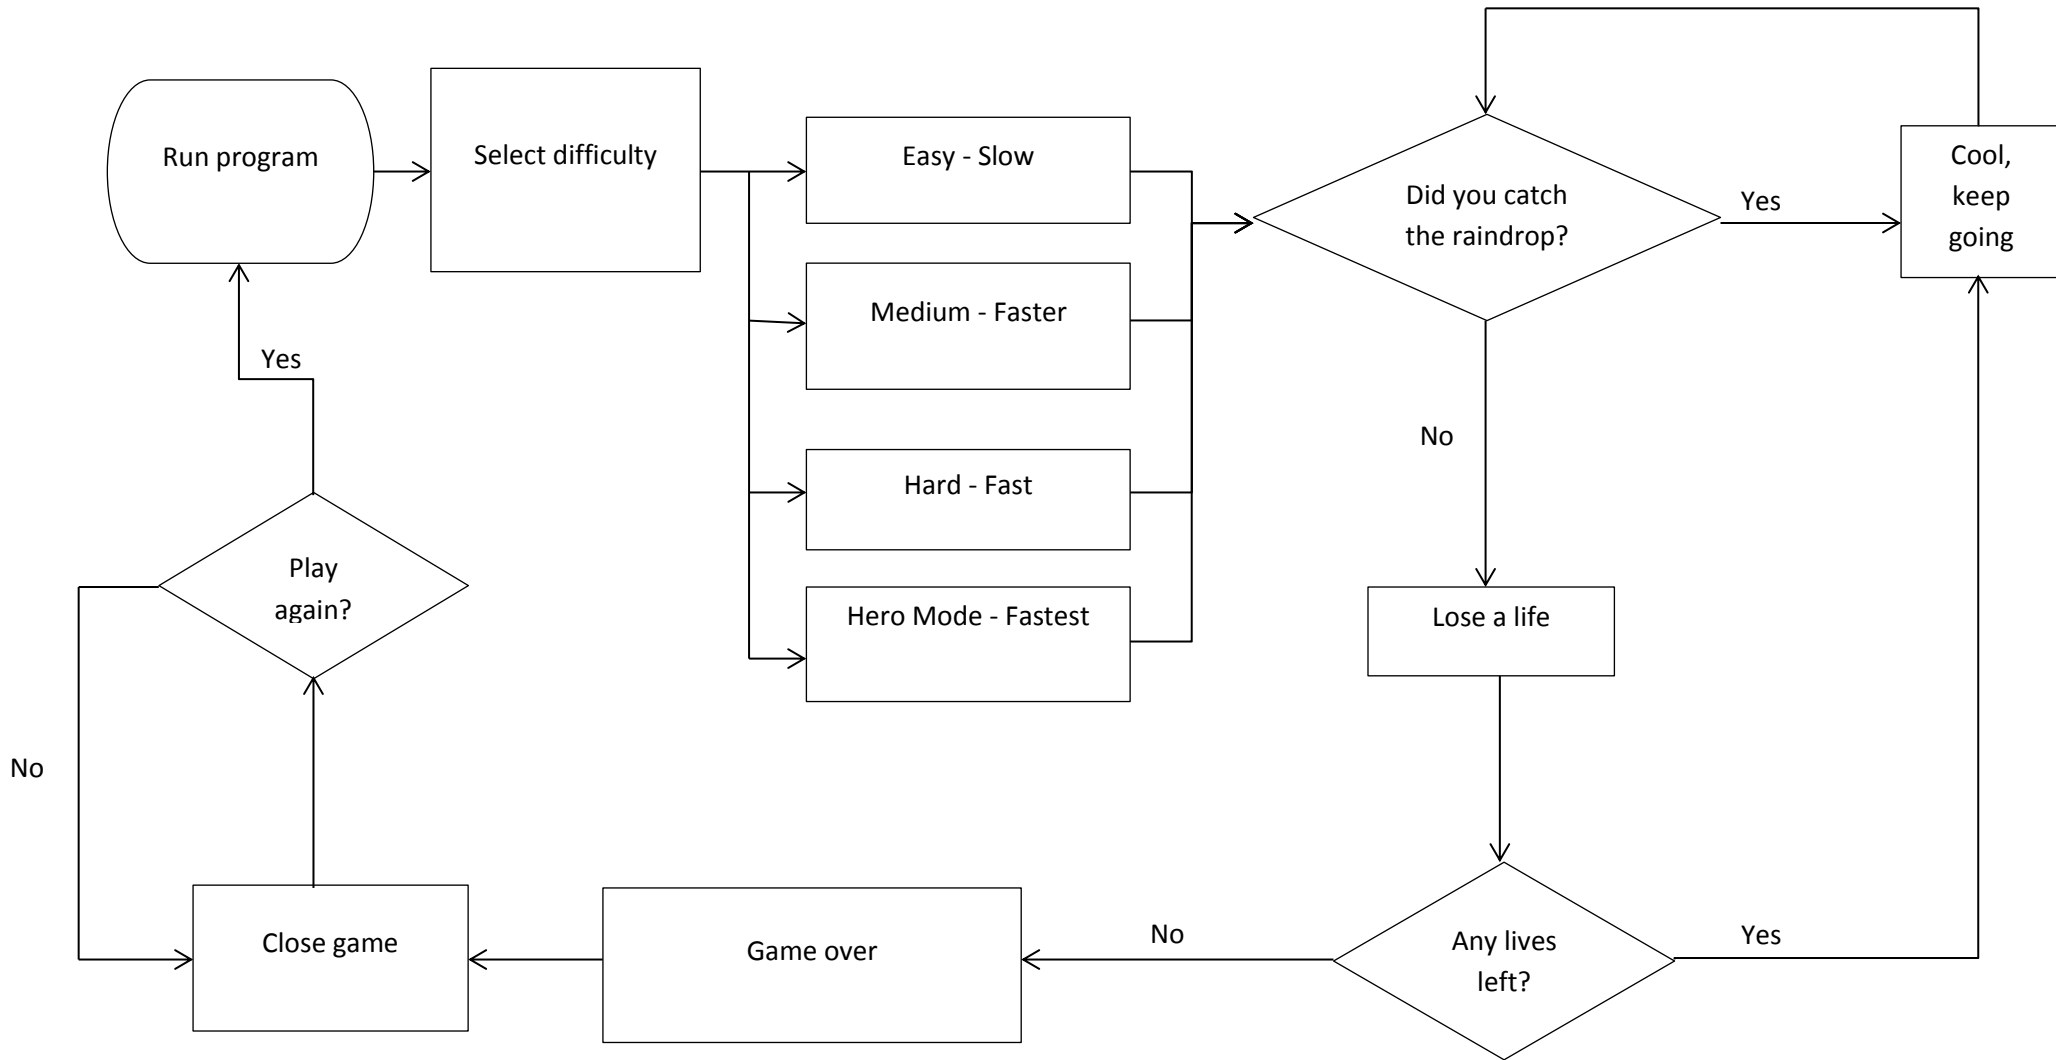 Run program
Select difficulty
Easy - Slow
Medium - Faster
Hard - Fast
Hero Mode - Fastest
Did you catch
the raindrop?
Yes
Cool,
keep
going
No
Lose a life
Any lives
left?
Yes
No
Game over
Close game
Play
again?
Yes
No